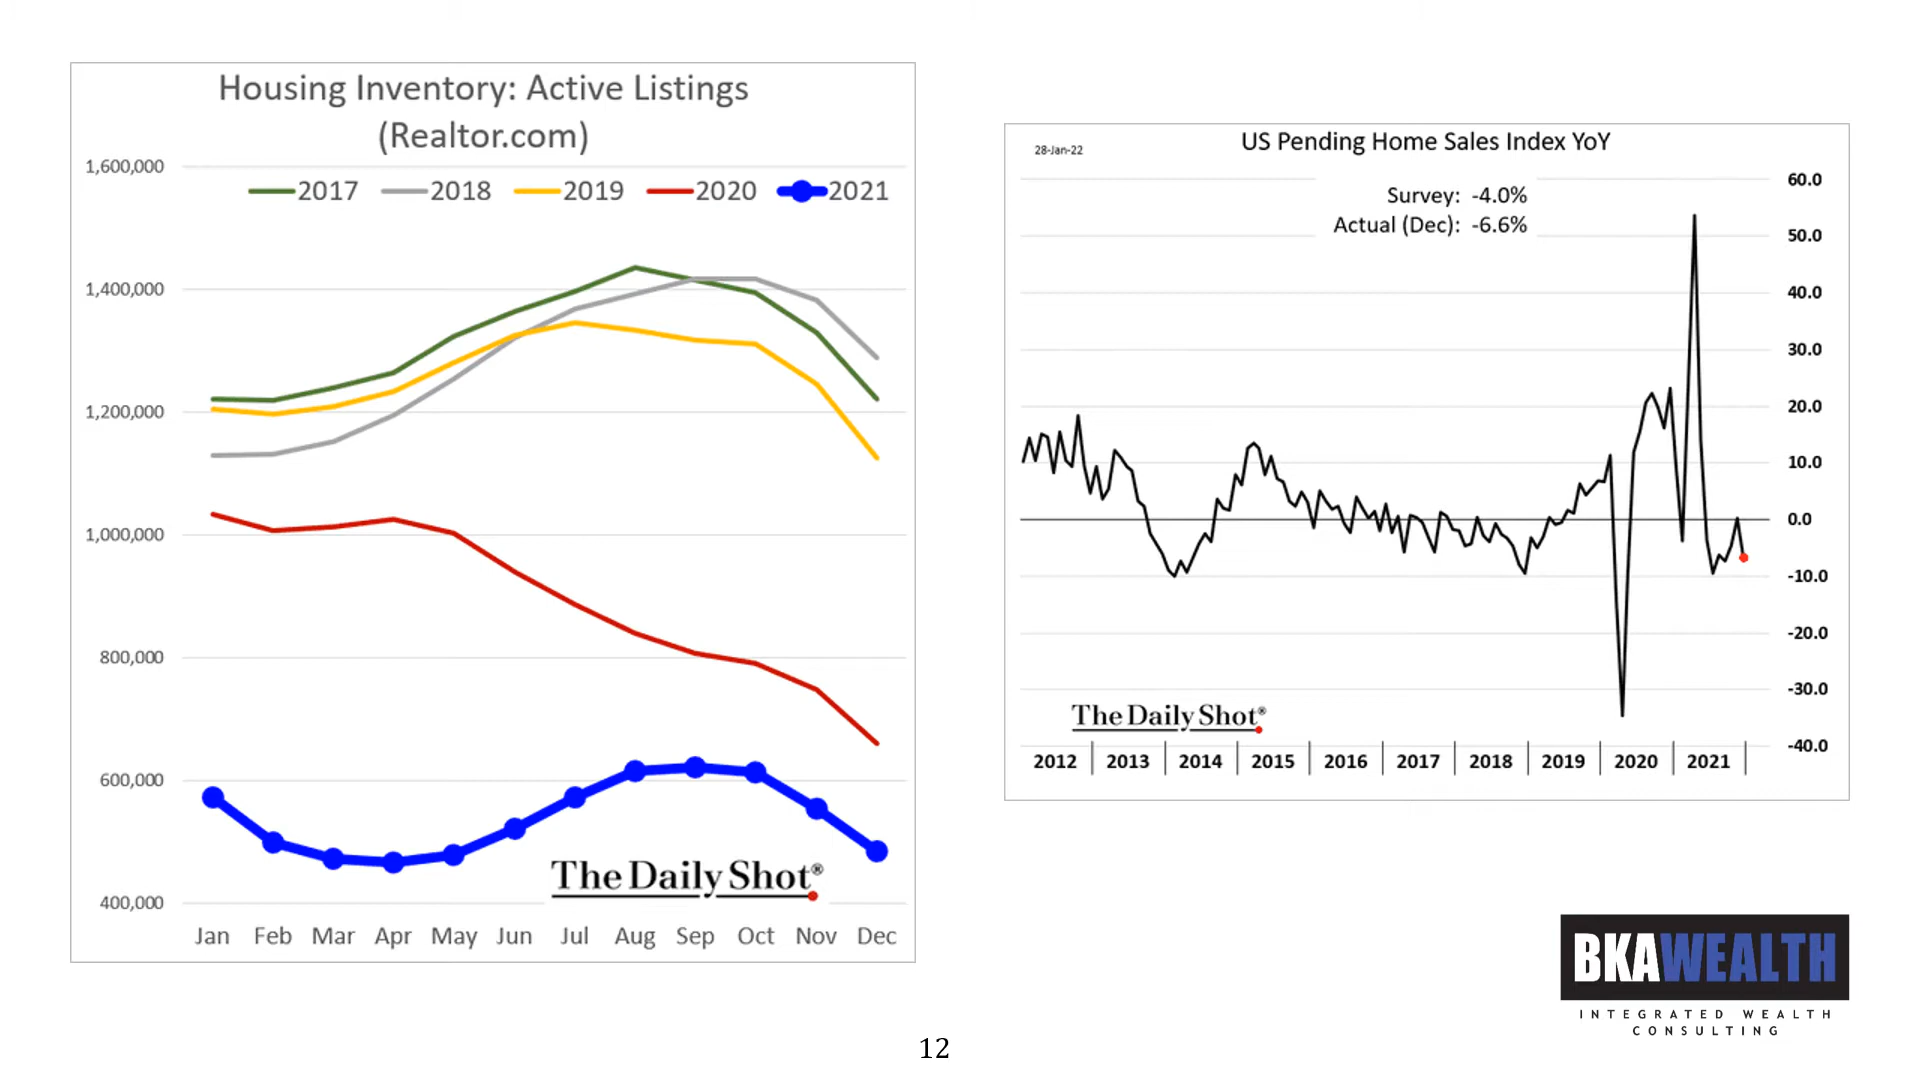 Housing Inventory: Active Listings
(Realtor.com)
2017 2018 2019 2020 2021
1,600,000
1,400,000
1,200,000
1,000,000
800,000
600,000
400,000
Jan Feb Mar Apr May Jun Jul Aug Sep Oct Nov Dec
The Daily Shot®
28-Jan-22
US Pending Home Sales Index YoY
Survey: -4.0%
Actual (Dec): -6.6%
60.0
50.0
40.0
30.0
20.0
10.0
0.0
-10.0
-20.0
-30.0
-40.0
The Daily Shot®
2012 2013 2014 2015 2016 2017 2018 2019 2020 2021
BKAWEALTH
INTEGRATED WEALTH
CONSULTING
12